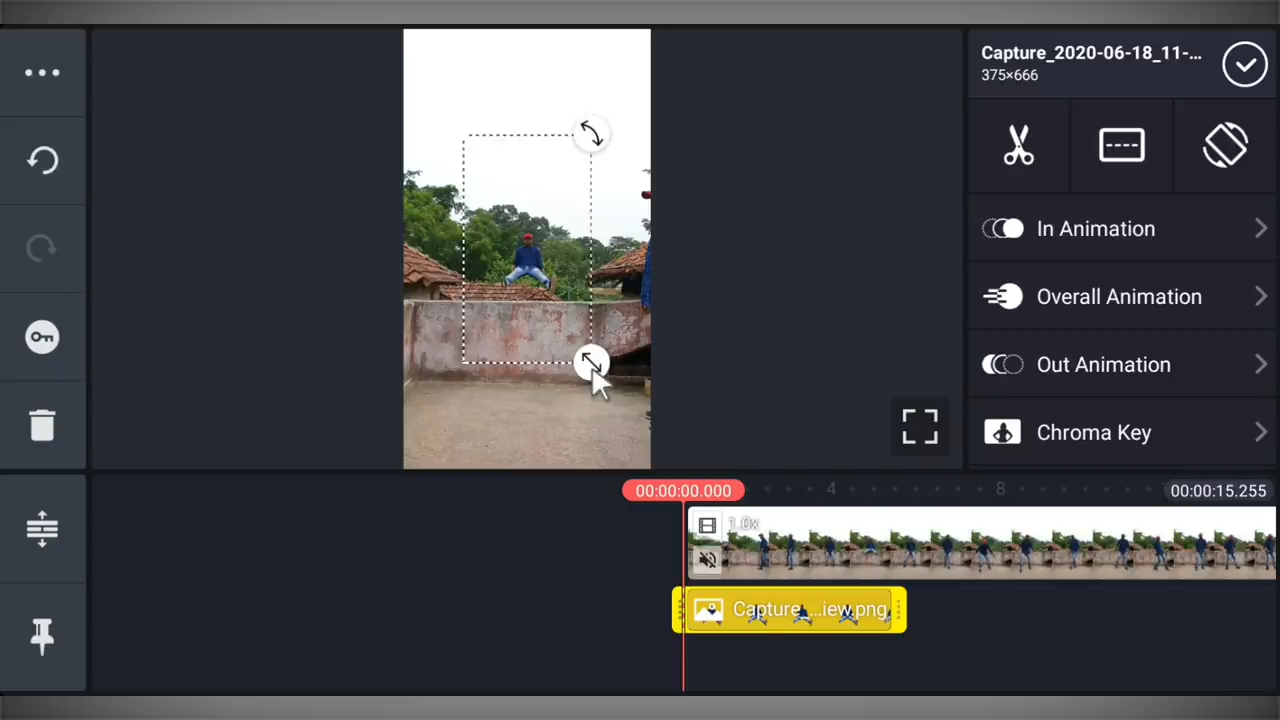 Capture_2020-06-18_11-...
375×666
In Animation
Overall Animation
Out Animation
Chroma Key
00:00:00.000
4
8
00:00:15.255
1.0x
Capture_...iew.png